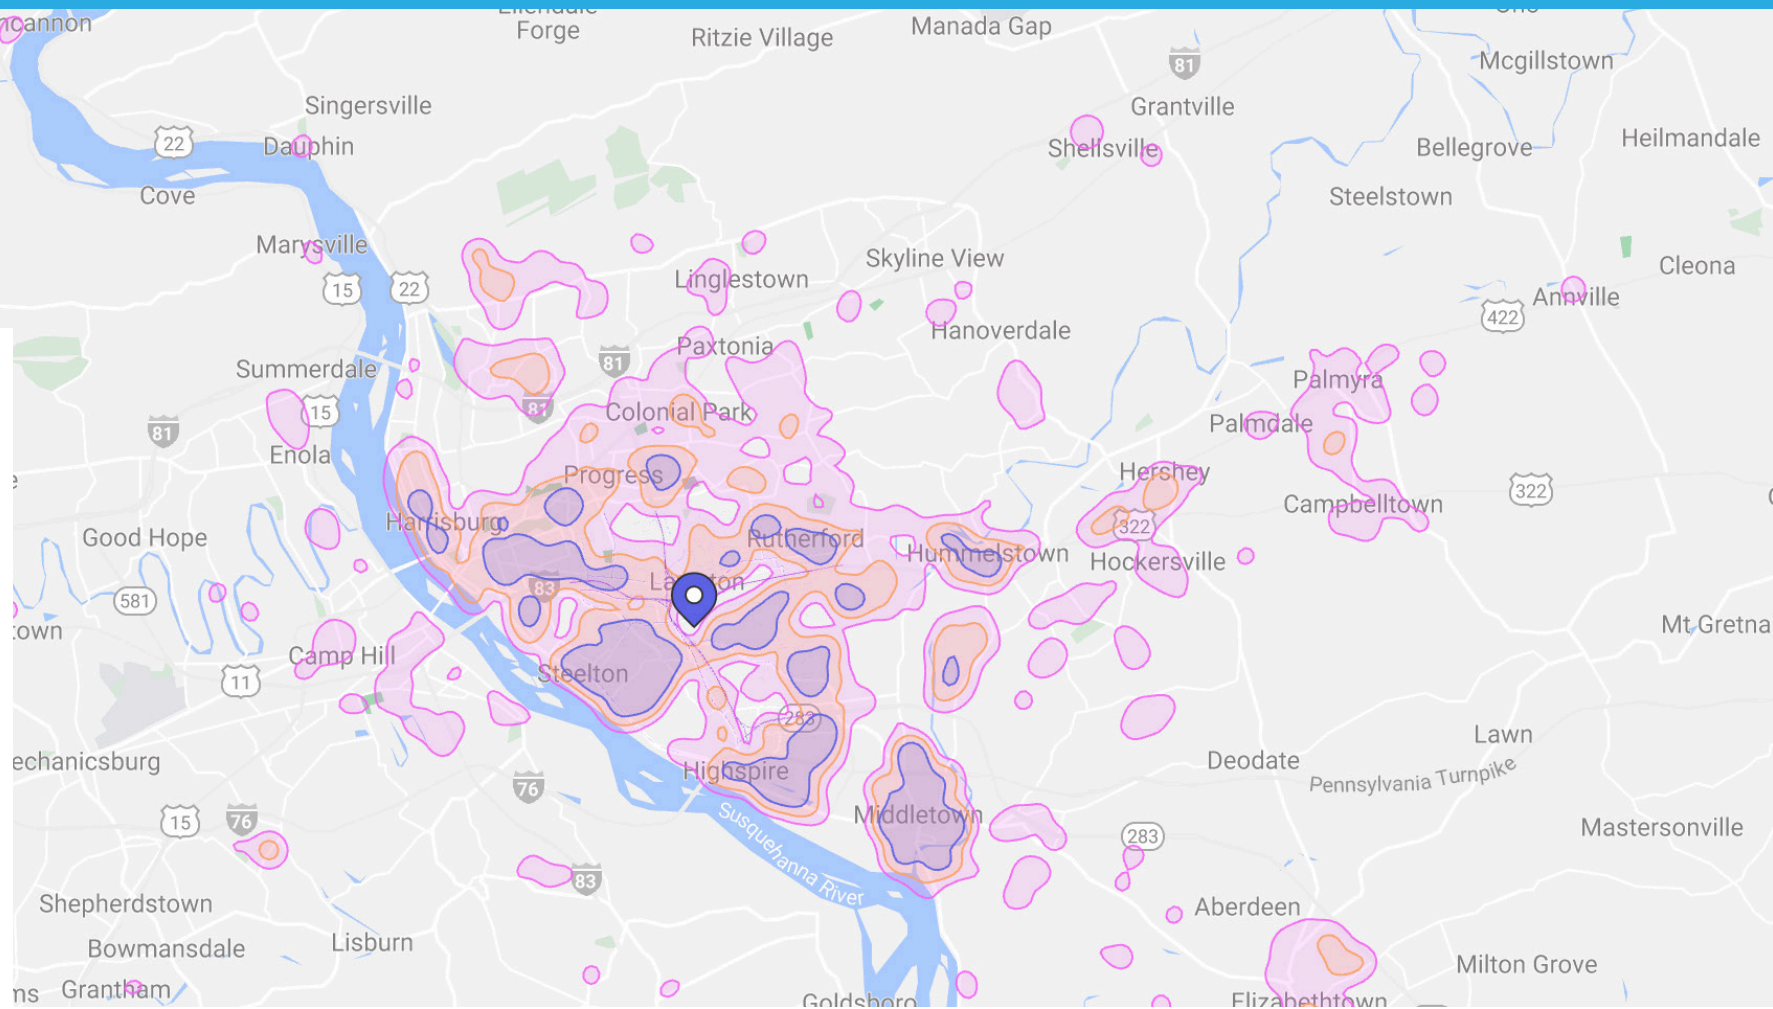 Forge
Ritzie Village
Manada Gap
81
Mcgillstown
Singersville
Grantville
22
Dauphin
Shellsville
Bellegrove
Heilmandale
Cove
Steelstown
Marysville
Linglestown
Skyline View
Cleona
15
22
Annville
422
Hanoverdale
Paxtonia
Summerdale
81
Palmyra
15
81
Colonial Park
Palmdale
81
Enola
Progress
Hershey
322
Campbelltown
Harrisburg
322
Good Hope
Rutherford
Hummelstown
Hockersville
83
581
Mt Gretna
Camp Hill
11
Steelton
283
Lawn
Highspire
Deodate
Pennsylvania Turnpike
76
15
76
Middletown
Susquehanna River
283
Mastersonville
83
Shepherdstown
Aberdeen
Bowmansdale
Lisburn
Milton Grove
Grantham
Goldsboro
Elizabethtown